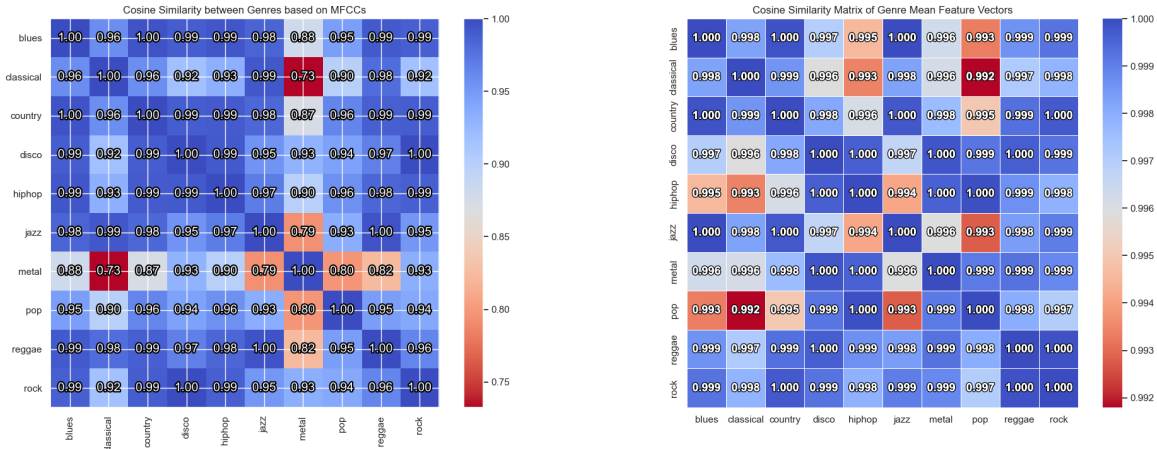 Cosine Similarity between Genres based on MFCCs
blues 1.00 0.96 1.00 0.99 0.99 0.98 0.88 0.95 0.99 0.99
classical 0.96 1.00 0.96 0.92 0.93 0.99 0.73 0.90 0.98 0.92
country 1.00 0.96 1.00 0.99 0.99 0.98 0.87 0.96 0.99 0.99
disco 0.99 0.92 0.99 1.00 0.99 0.95 0.93 0.94 0.97 1.00
hiphop 0.99 0.93 0.99 0.99 1.00 0.97 0.90 0.96 0.98 0.99
jazz 0.98 0.99 0.98 0.95 0.97 1.00 0.79 0.93 1.00 0.95
metal 0.88 0.73 0.87 0.93 0.90 0.79 1.00 0.80 0.82 0.93
pop 0.95 0.90 0.96 0.94 0.96 0.93 0.80 1.00 0.95 0.94
reggae 0.99 0.98 0.99 0.97 0.98 1.00 0.82 0.95 1.00 0.96
rock 0.99 0.92 0.99 1.00 0.99 0.95 0.93 0.94 0.96 1.00
blues classical country disco hiphop jazz metal pop reggae rock
1.00
0.95
0.90
0.85
0.80
0.75
Cosine Similarity Matrix of Genre Mean Feature Vectors
blues 1.000 0.998 1.000 0.997 0.995 1.000 0.996 0.993 0.999 0.999
classical 0.998 1.000 0.999 0.996 0.993 0.998 0.996 0.992 0.997 0.998
country 1.000 0.999 1.000 0.998 0.996 1.000 0.998 0.995 0.999 1.000
disco 0.997 0.996 0.998 1.000 1.000 0.997 1.000 0.999 1.000 0.999
hiphop 0.995 0.993 0.996 1.000 1.000 0.994 1.000 1.000 0.999 0.998
jazz 1.000 0.998 1.000 0.997 0.994 1.000 0.996 0.993 0.998 0.999
metal 0.996 0.996 0.998 1.000 1.000 0.996 1.000 0.999 0.999 0.999
pop 0.993 0.992 0.995 0.999 1.000 0.993 0.999 1.000 0.998 0.997
reggae 0.999 0.997 0.999 1.000 0.999 0.998 0.999 0.998 1.000 1.000
rock 0.999 0.998 1.000 0.999 0.998 0.999 0.999 0.997 1.000 1.000
blues classical country disco hiphop jazz metal pop reggae rock
1.000
0.999
0.998
0.997
0.996
0.995
0.994
0.993
0.992